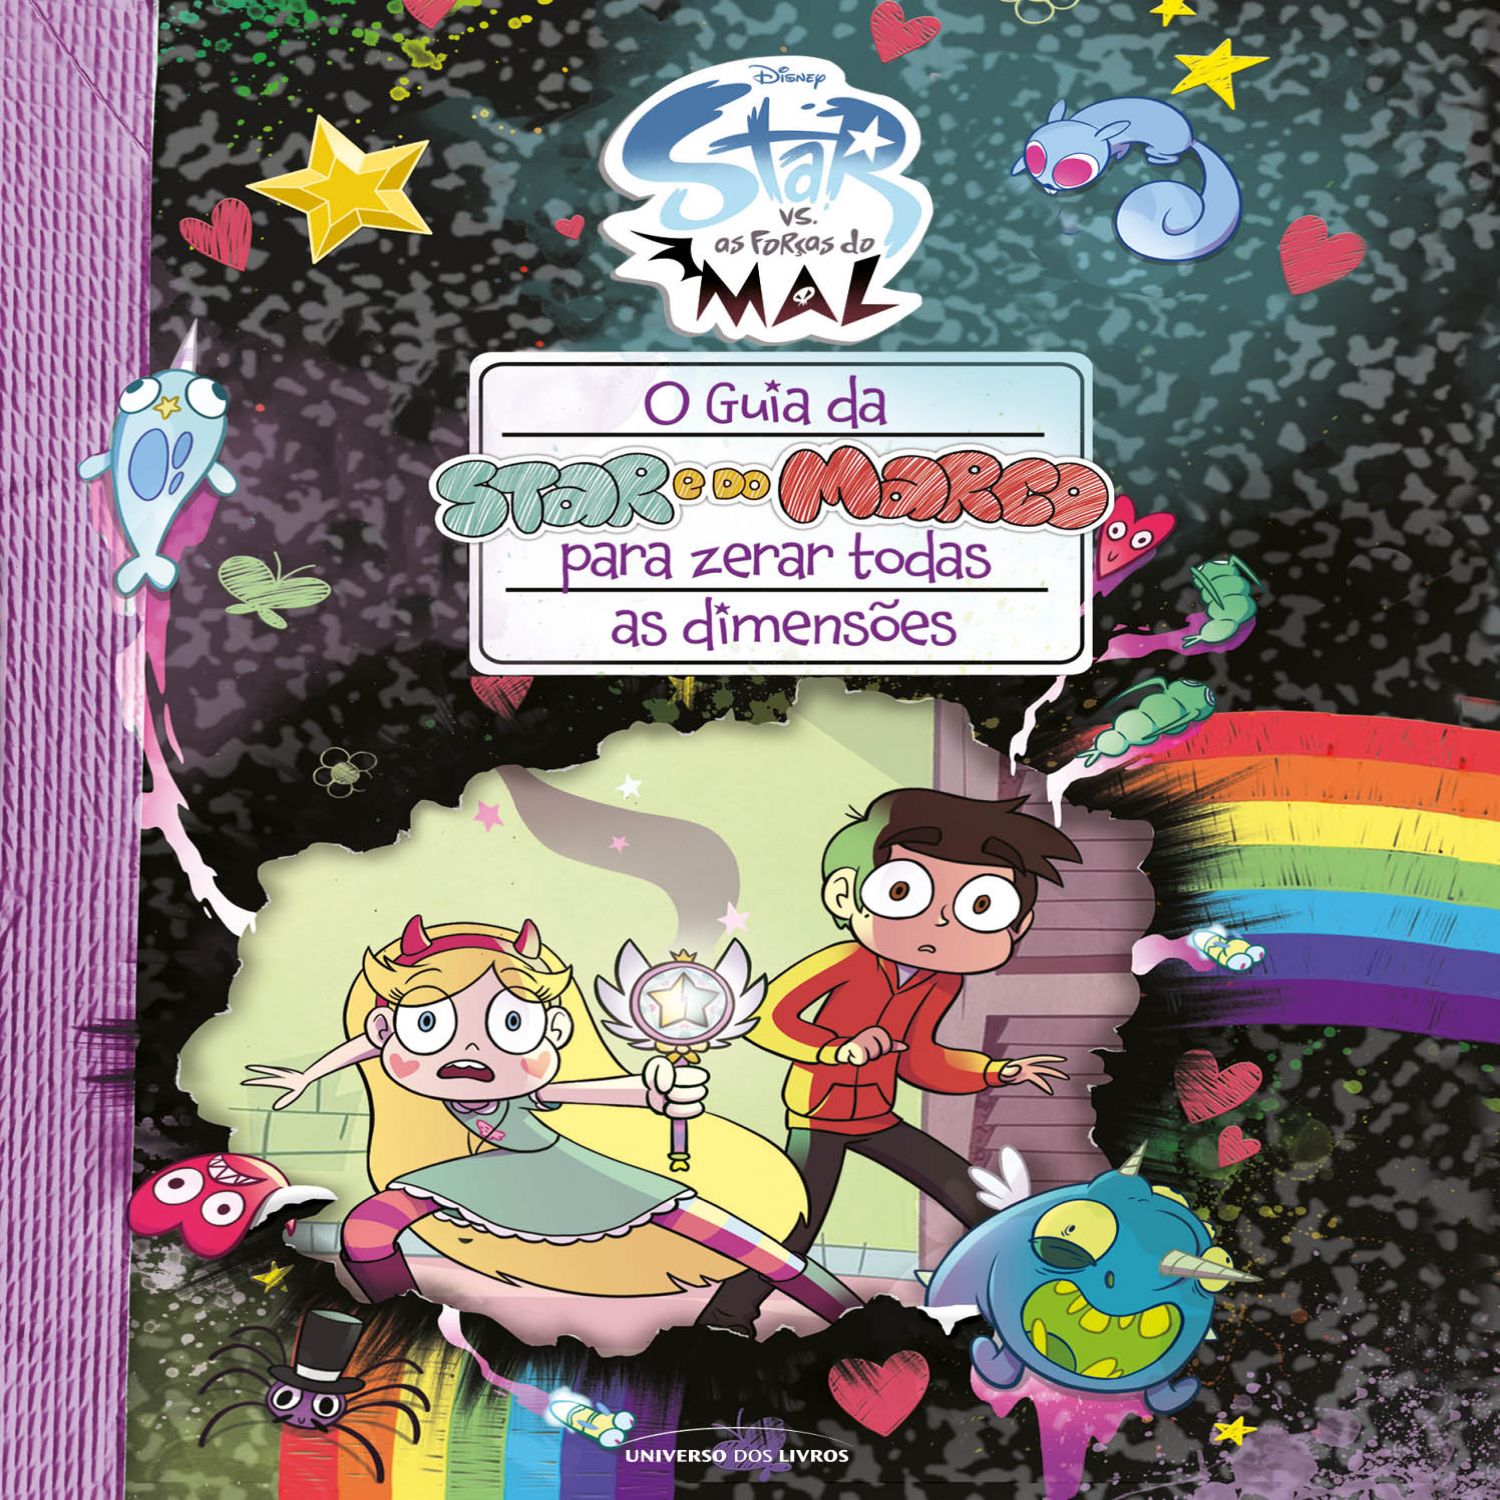 Disney
Star
vs.
as Forças do
MAL
O Guia da
STAR e DO MARCO
para zerar todas
as dimensões
UNIVERSO DOS LIVROS